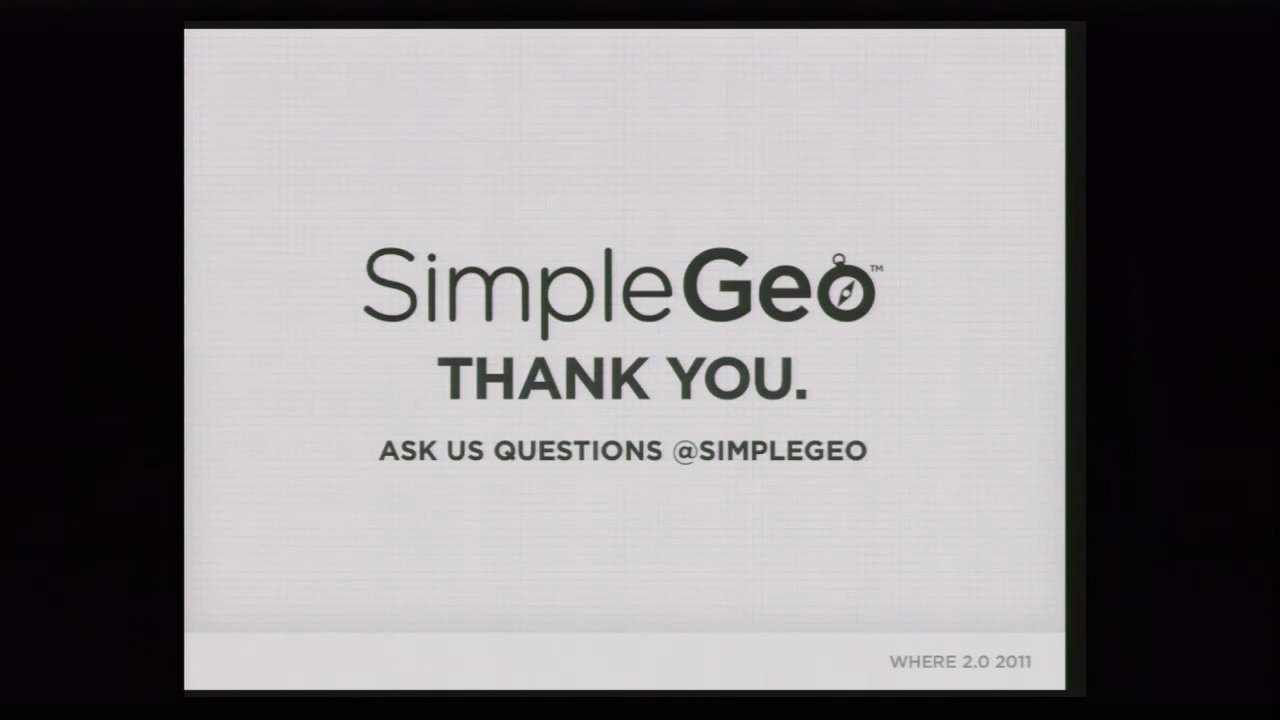 SimpleGeo™
THANK YOU.
ASK US QUESTIONS @SIMPLEGEO
WHERE 2.0 2011